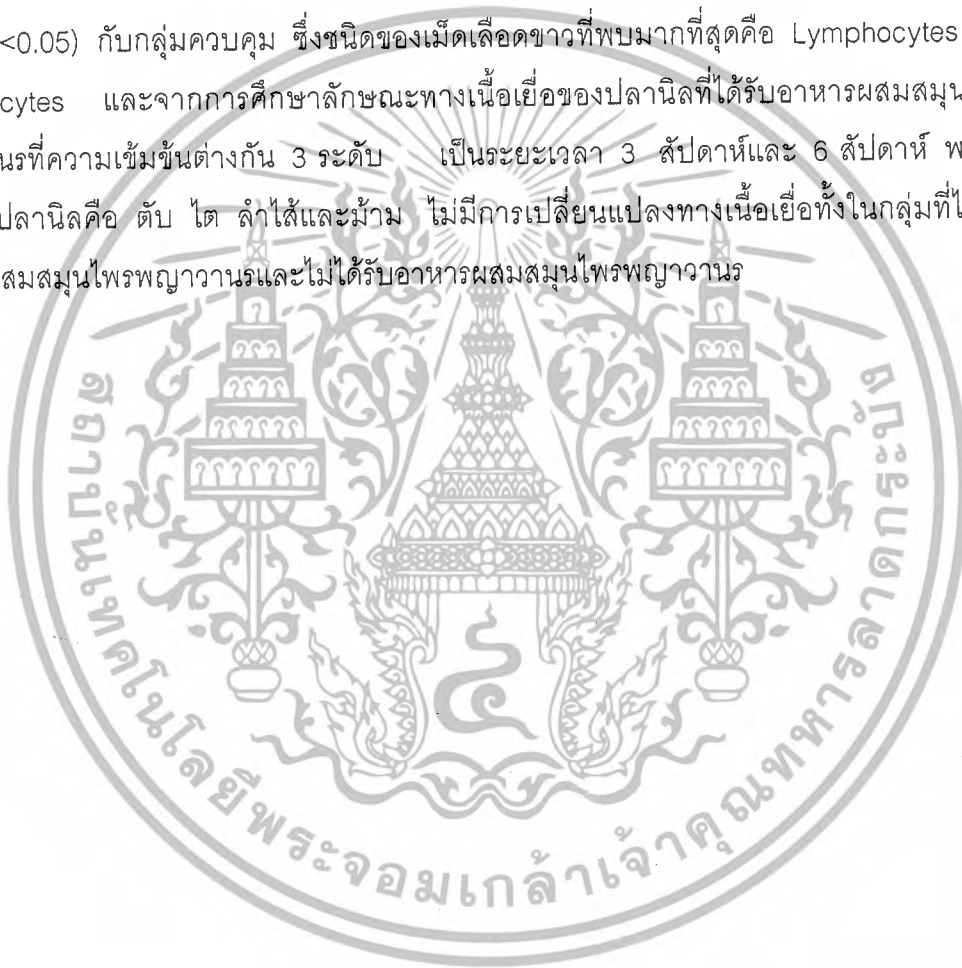 <0.05) กับกลุ่มควบคุม ซึ่งชนิดของเม็ดเลือดขาวที่พบมากที่สุดคือ Lymphocytes
cytes และจากการศึกษาลักษณะทางเนื้อเยื่อของปลานิลที่ได้รับอาหารผสมสมุน
นรที่ความเข้มข้นต่างกัน 3 ระดับ เป็นระยะเวลา 3 สัปดาห์และ 6 สัปดาห์ พ
ปลานิลคือ ตับ ไต ลำไส้และม้าม ไม่มีการเปลี่ยนแปลงทางเนื้อเยื่อทั้งในกลุ่มที่ไ
สมสมุนไพรพญาวานรและไม่ได้รับอาหารผสมสมุนไพรพญาวานร
สถาบันเทคโนโลยีพระจอมเกล้าเจ้าคุณทหารลาดกระบัง
๔